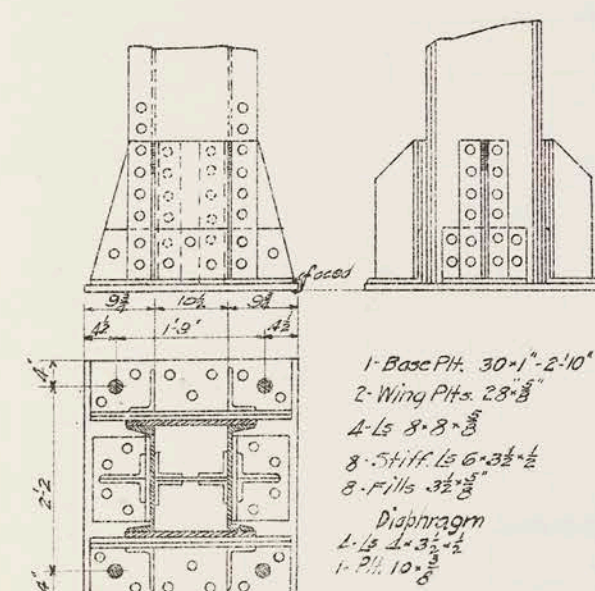 faced
9¾ 10½ 9¾
4½ 1'-9" 4½
4"
2'-2
4"
1-Base Plt. 30×1"-2'-10"
2-Wing Plts. 28"×⅝"
4-Ls 8×8×⅝
8-Stiff. Ls 6×3½×½
8-Fills 3½×⅝"
Diaphragm
4-Ls 4×3½×½
1-Plt. 10×⅜